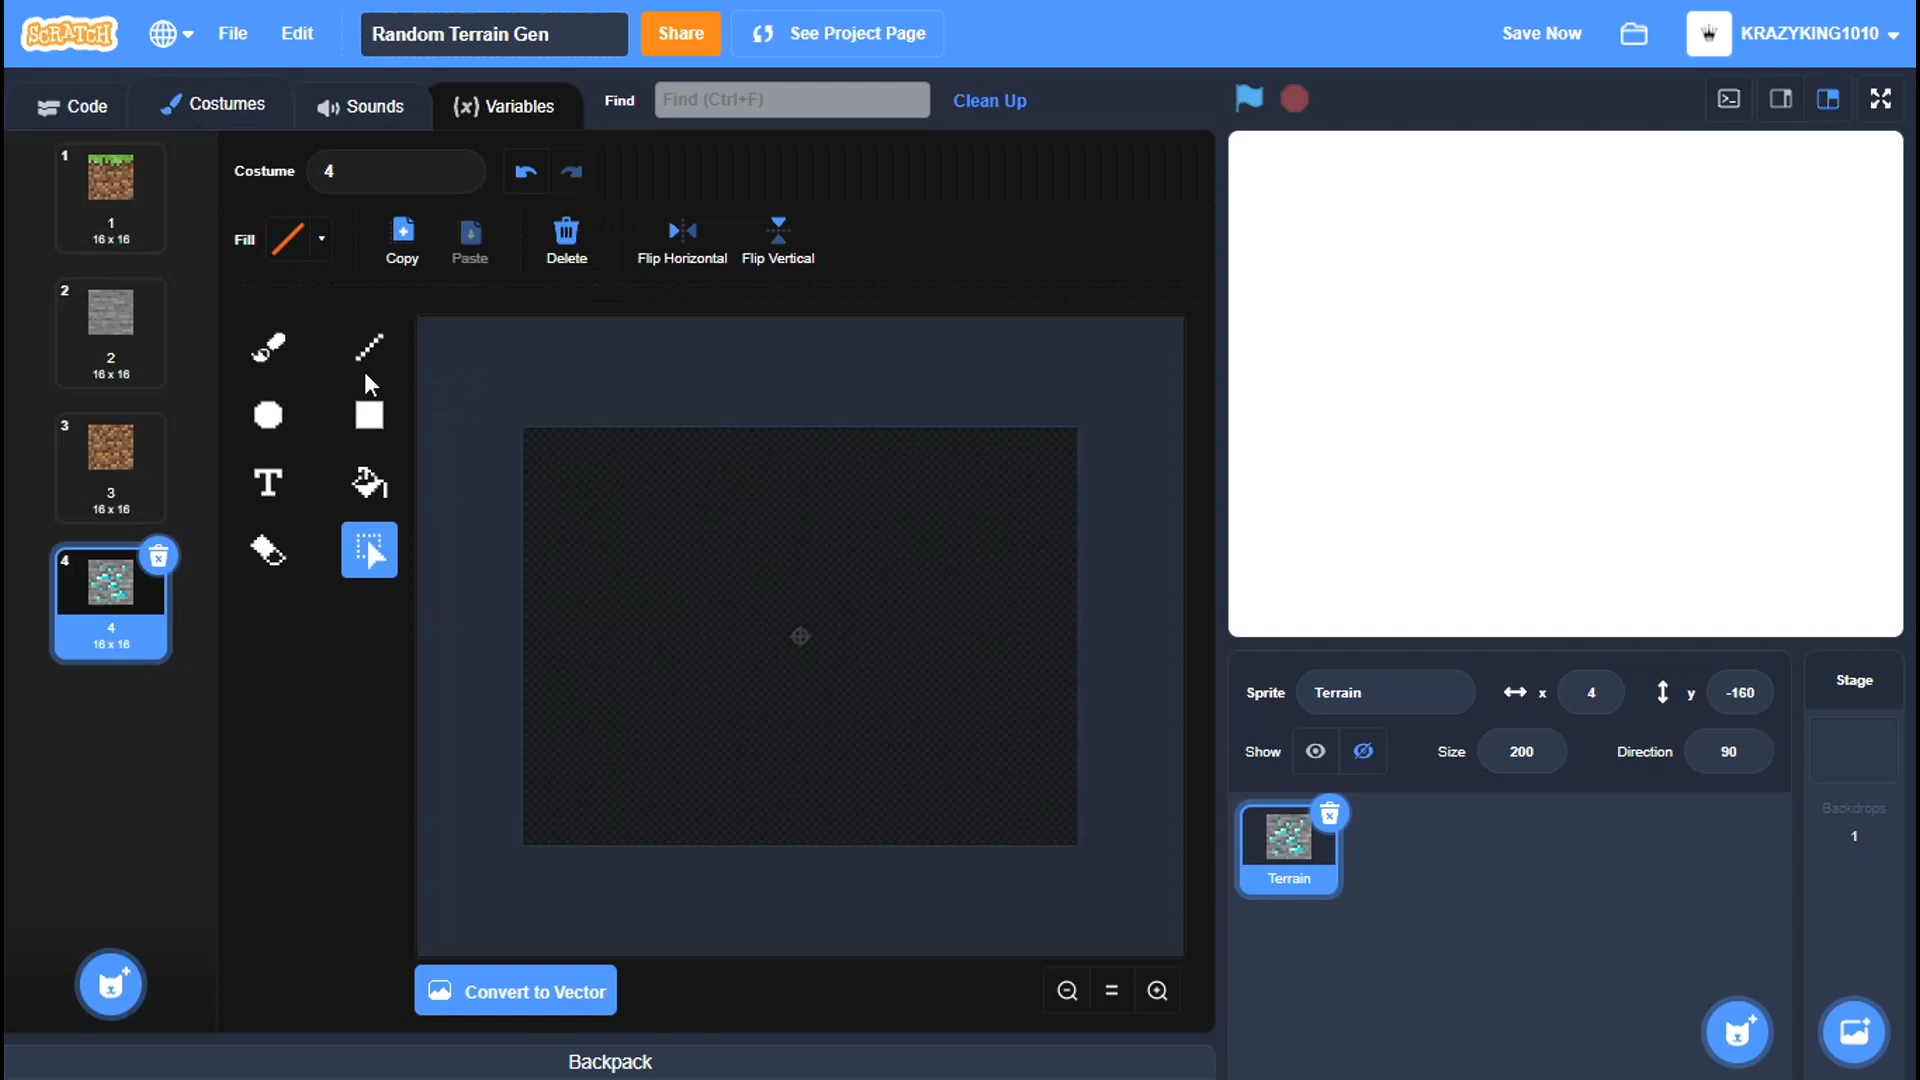 SCRATCH
File
Edit
Random Terrain Gen
Share
See Project Page
Save Now
KRAZYKING1010
Code
Costumes
Sounds
(x) Variables
Find
Find (Ctrl+F)
Clean Up
1
1
16 x 16
2
2
16 x 16
3
3
16 x 16
4
4
16 x 16
Costume
4
Fill
Copy
Paste
Delete
Flip Horizontal
Flip Vertical
T
Convert to Vector
=
Backpack
Sprite
Terrain
x
4
y
-160
Show
Size
200
Direction
90
Terrain
Stage
Backdrops
1